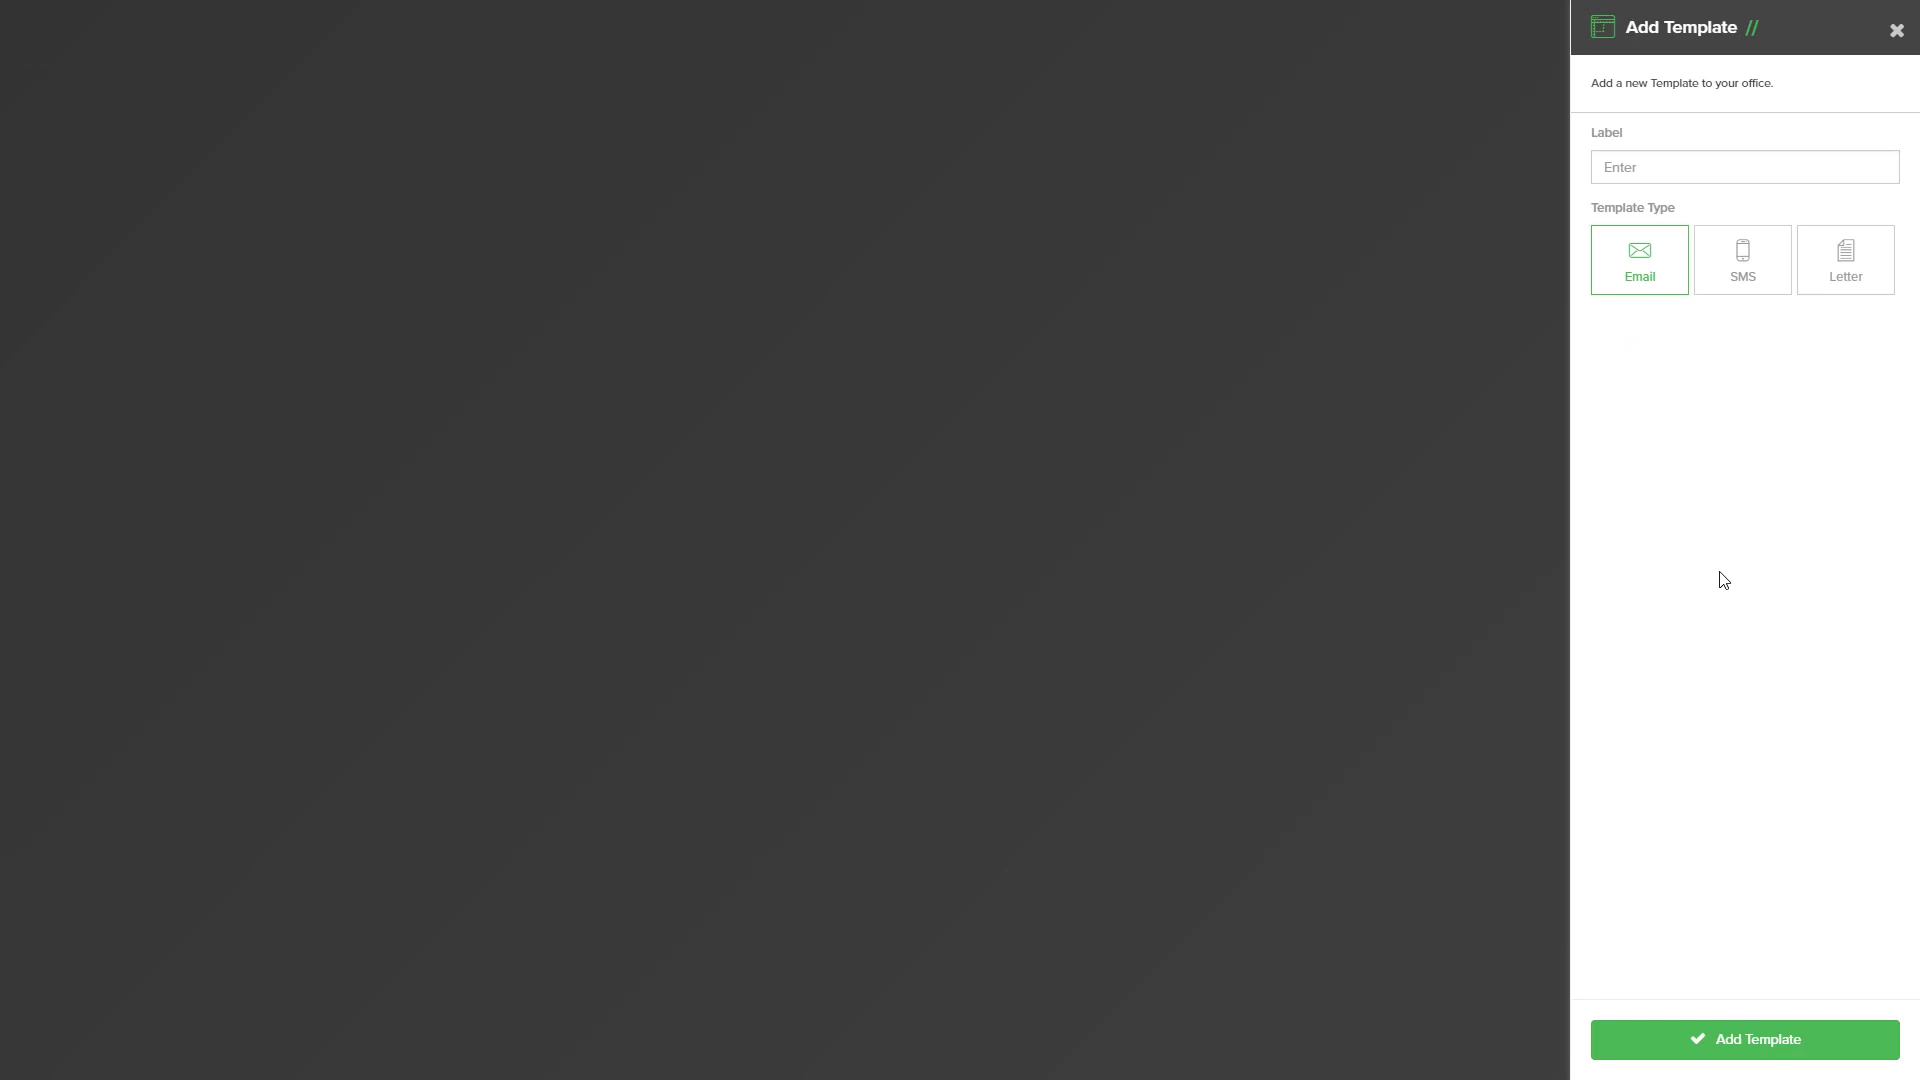 Add Template //
Add a new Template to your office.
Label
Enter
Template Type
Email
SMS
Letter
Add Template